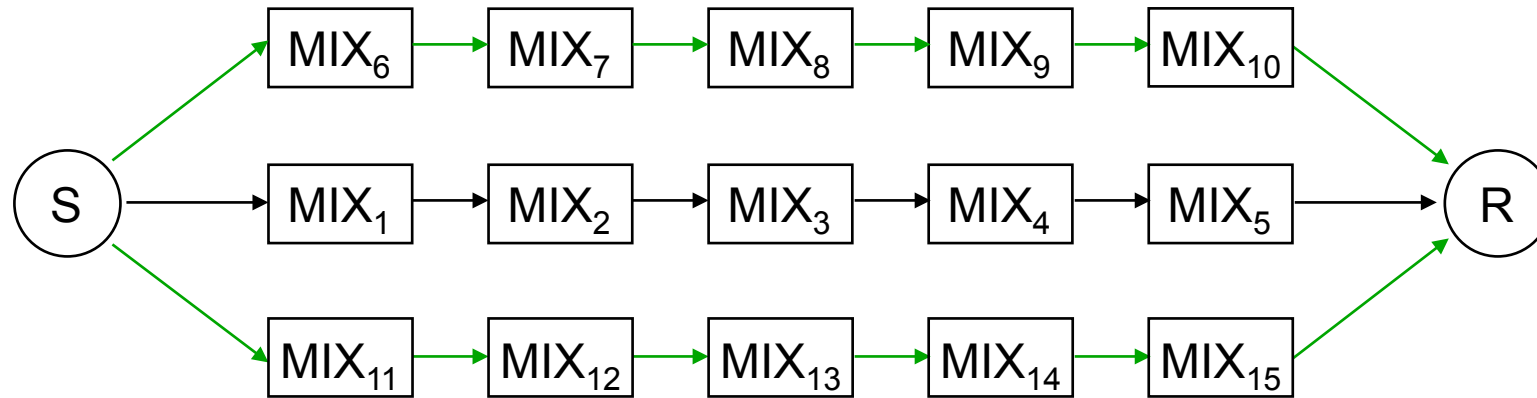 MIX₆ MIX₇ MIX₈ MIX₉ MIX₁₀
S MIX₁ MIX₂ MIX₃ MIX₄ MIX₅ R
MIX₁₁ MIX₁₂ MIX₁₃ MIX₁₄ MIX₁₅